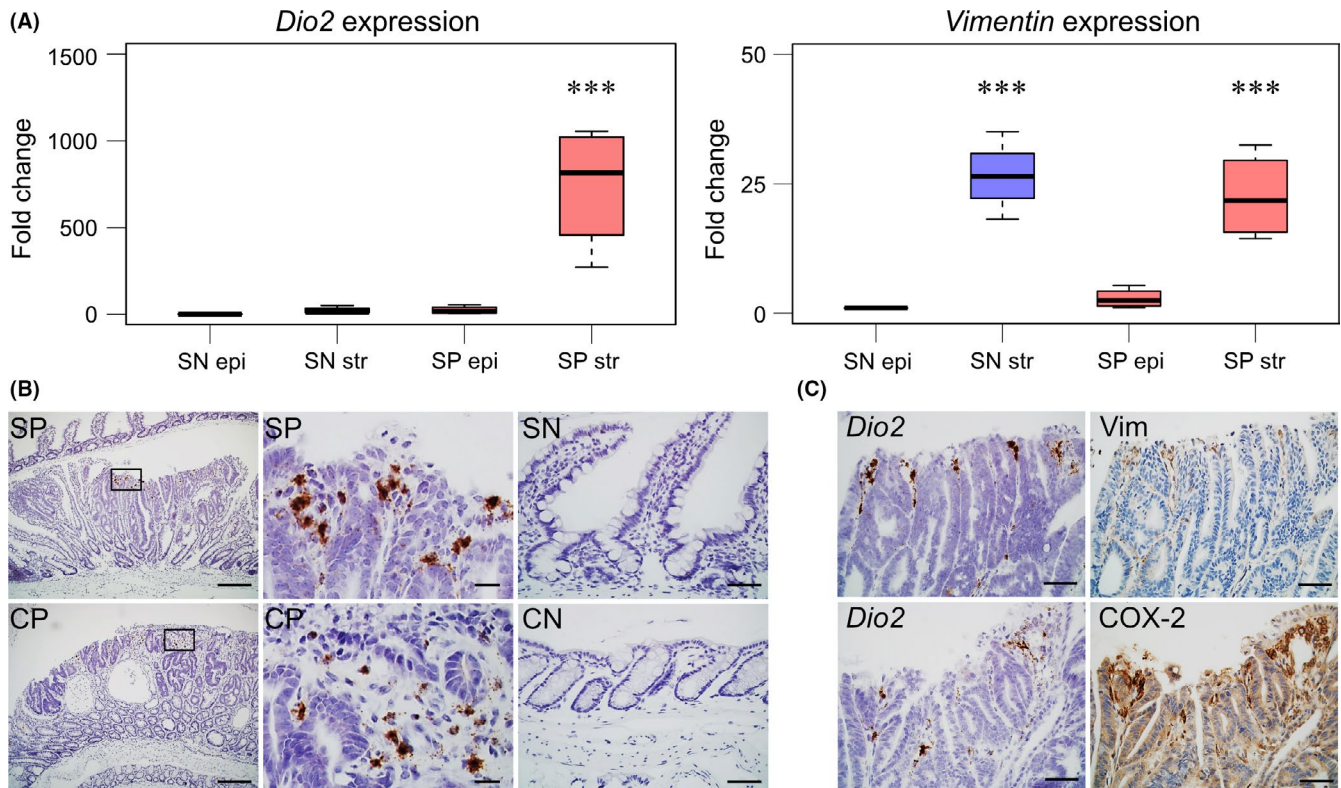 (A)
Dio2 expression
Vimentin expression
1500
1000
500
0
Fold change
***
SN epi SN str SP epi SP str
50
25
0
Fold change
*** ***
SN epi SN str SP epi SP str
(B)
SP SP SN
CP CP CN
(C)
Dio2 Vim
Dio2 COX-2